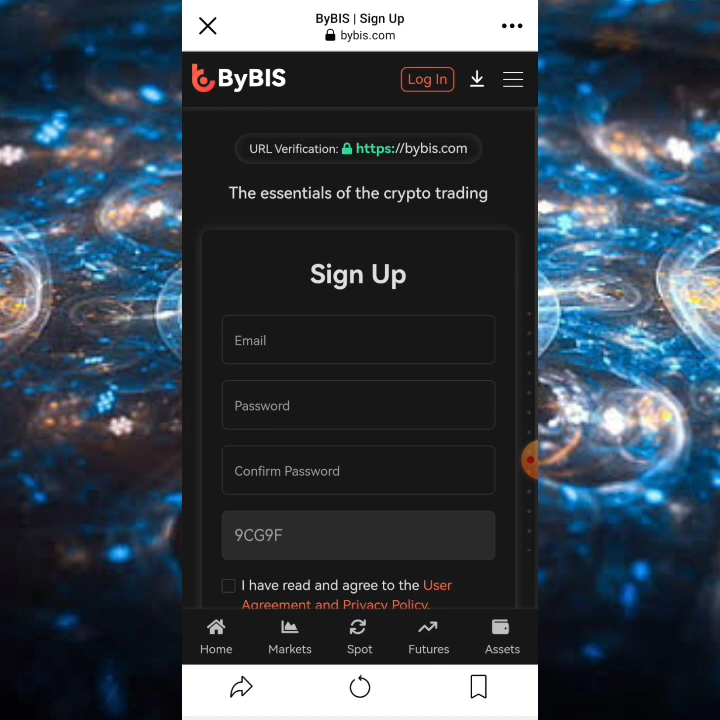 ByBIS | Sign Up
bybis.com
ByBIS
Log In
URL Verification: https://bybis.com
The essentials of the crypto trading
Sign Up
Email
Password
Confirm Password
9CG9F
I have read and agree to the User
Agreement and Privacy Policy.
Home Markets Spot Futures Assets